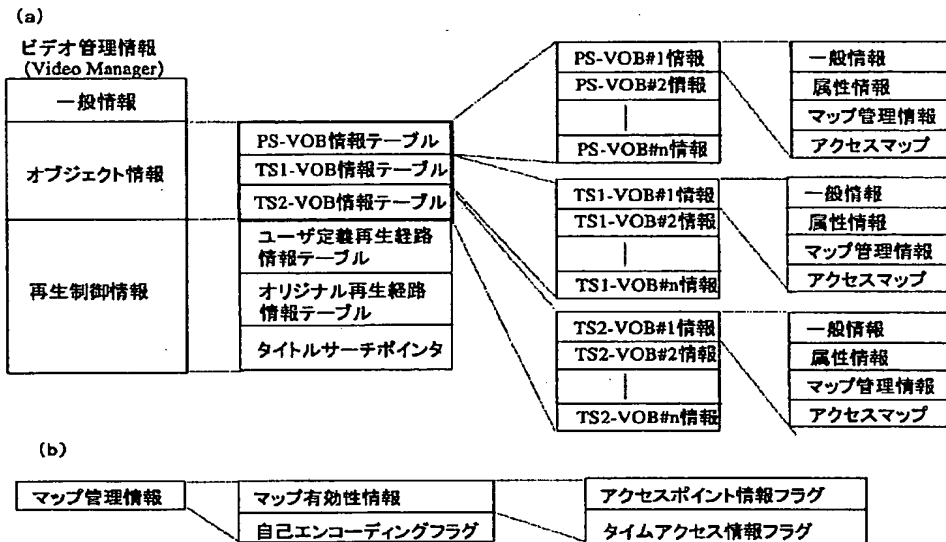 (a)
ビデオ管理情報
(Video Manager)
一般情報
オブジェクト情報
再生制御情報
PS-VOB情報テーブル
TS1-VOB情報テーブル
TS2-VOB情報テーブル
ユーザ定義再生経路
情報テーブル
オリジナル再生経路
情報テーブル
タイトルサーチポインタ
PS-VOB#1情報
PS-VOB#2情報
PS-VOB#n情報
一般情報
属性情報
マップ管理情報
アクセスマップ
TS1-VOB#1情報
TS1-VOB#2情報
TS1-VOB#n情報
一般情報
属性情報
マップ管理情報
アクセスマップ
TS2-VOB#1情報
TS2-VOB#2情報
TS2-VOB#n情報
一般情報
属性情報
マップ管理情報
アクセスマップ
(b)
マップ管理情報
マップ有効性情報
自己エンコーディングフラグ
アクセスポイント情報フラグ
タイムアクセス情報フラグ